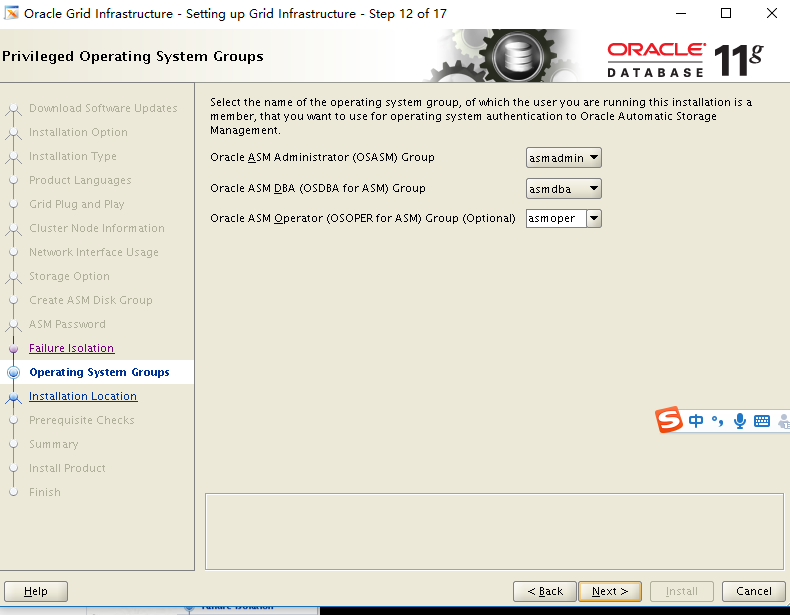 Oracle Grid Infrastructure - Setting up Grid Infrastructure - Step 12 of 17
Privileged Operating System Groups
ORACLE
DATABASE
11g
Download Software Updates
Installation Option
Installation Type
Product Languages
Grid Plug and Play
Cluster Node Information
Network Interface Usage
Storage Option
Create ASM Disk Group
ASM Password
Failure Isolation
Operating System Groups
Installation Location
Prerequisite Checks
Summary
Install Product
Finish
Select the name of the operating system group, of which the user you are running this installation is a
member, that you want to use for operating system authentication to Oracle Automatic Storage
Management.
Oracle ASM Administrator (OSASM) Group
asmadmin
Oracle ASM DBA (OSDBA for ASM) Group
asmdba
Oracle ASM Operator (OSOPER for ASM) Group (Optional)
asmoper
S 中
Help
< Back
Next >
Install
Cancel
Failure Isolation